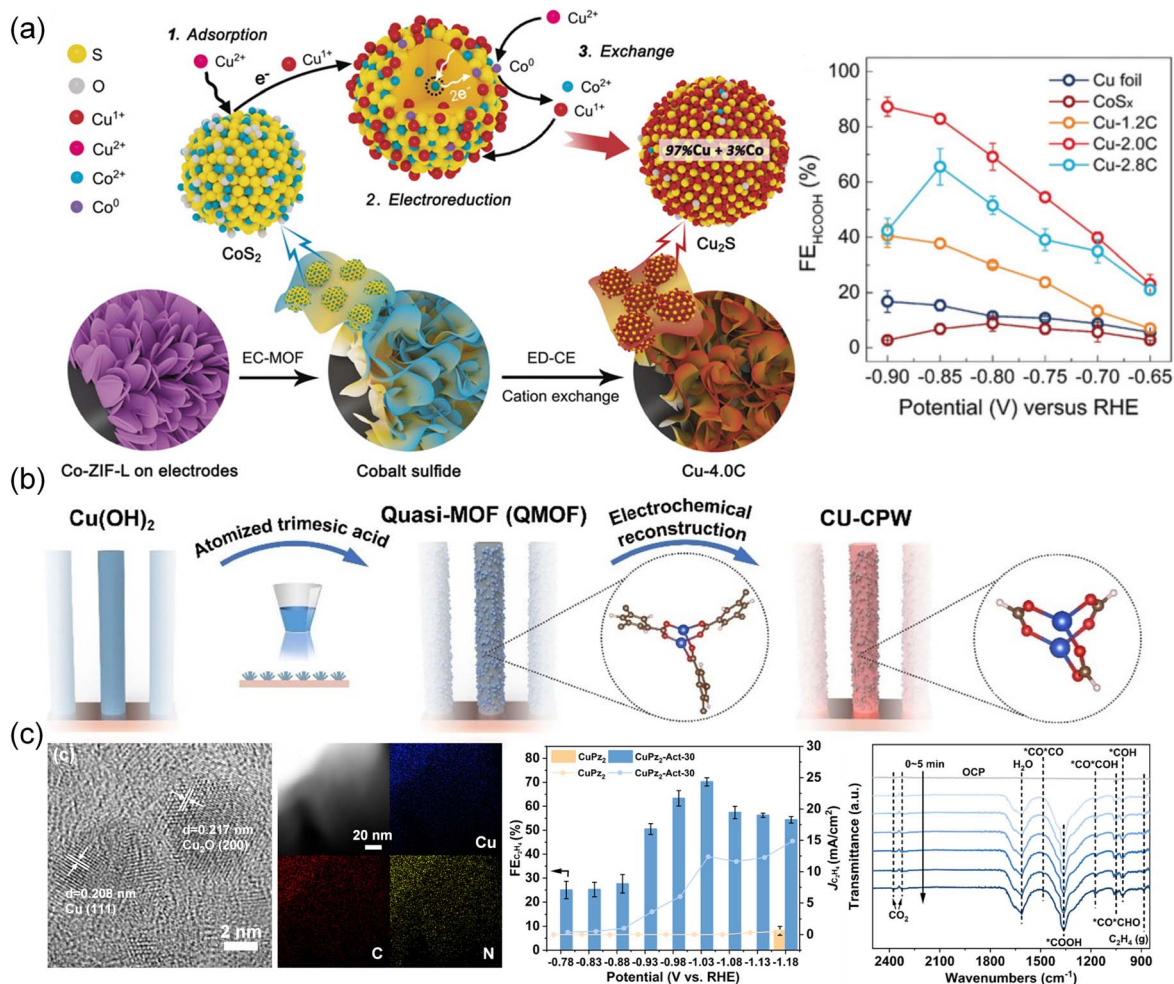 (a)
S
O
Cu1+
Cu2+
Co2+
Co0
1. Adsorption
Cu2+
e-
Cu1+
2e-
2. Electroreduction
CoS2
Cu2+
3. Exchange
Co0
Co2+
Cu1+
97%Cu + 3%Co
Cu2S
EC-MOF
ED-CE
Cation exchange
Co-ZIF-L on electrodes
Cobalt sulfide
Cu-4.0C
FEHCOOH (%)
100
80
60
40
20
0
Cu foil
CoSx
Cu-1.2C
Cu-2.0C
Cu-2.8C
-0.90 -0.85 -0.80 -0.75 -0.70 -0.65
Potential (V) versus RHE
(b)
Cu(OH)2
Atomized trimesic acid
Quasi-MOF (QMOF)
Electrochemical
reconstruction
CU-CPW
(c)
(c)
d=0.217 nm
Cu2O (200)
d=0.208 nm
Cu (111)
2 nm
20 nm
Cu
C
N
FEC2H4 (%)
80
70
60
50
40
30
20
10
0
CuPz2 CuPz2-Act-30
CuPz2 CuPz2-Act-30
30
25
20
15
10
5
0
JC2H4 (mA/cm2)
-0.78 -0.83 -0.88 -0.93 -0.98 -1.03 -1.08 -1.13 -1.18
Potential (V vs. RHE)
Transmittance (a.u.)
0~5 min
OCP
*CO*CO
H2O
*CO*COH
*COH
CO2
*COOH
*CO*CHO
C2H4 (g)
2400 2100 1800 1500 1200 900
Wavenumbers (cm-1)